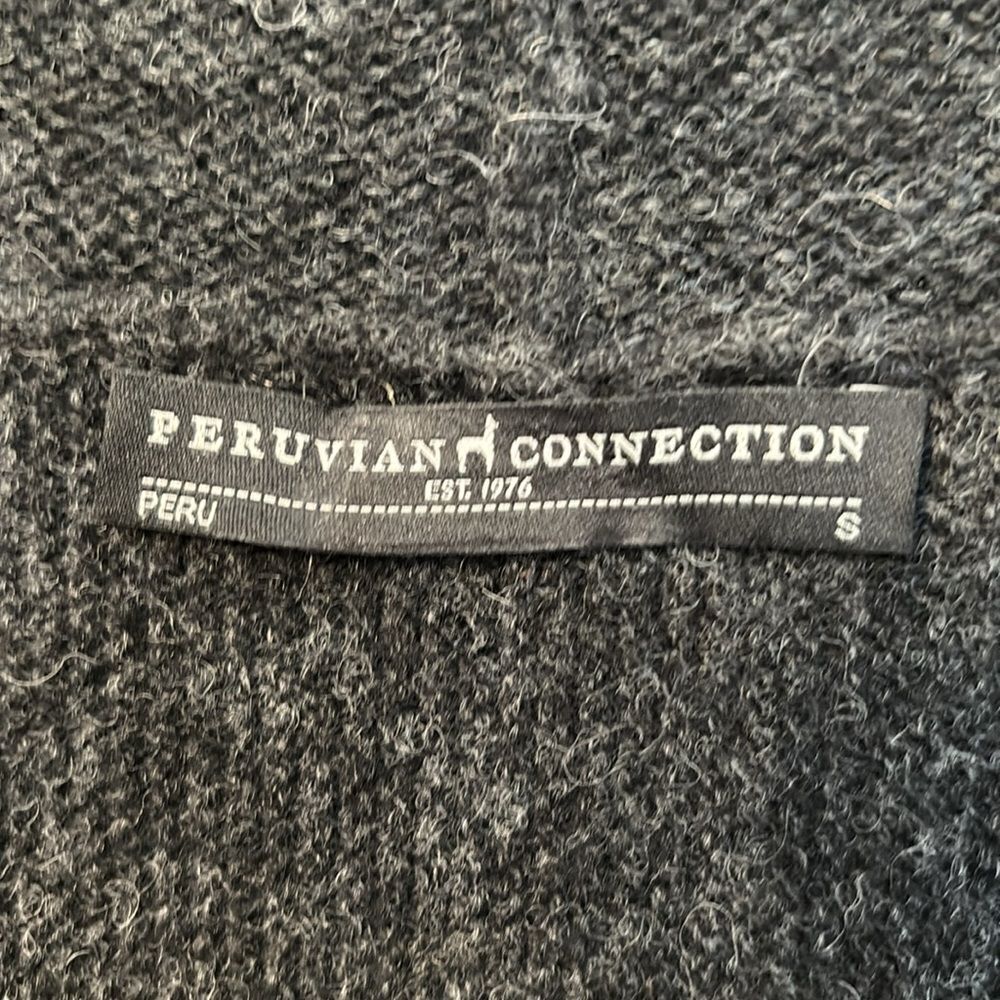 PERUVIAN CONNECTION
EST. 1976
PERU S